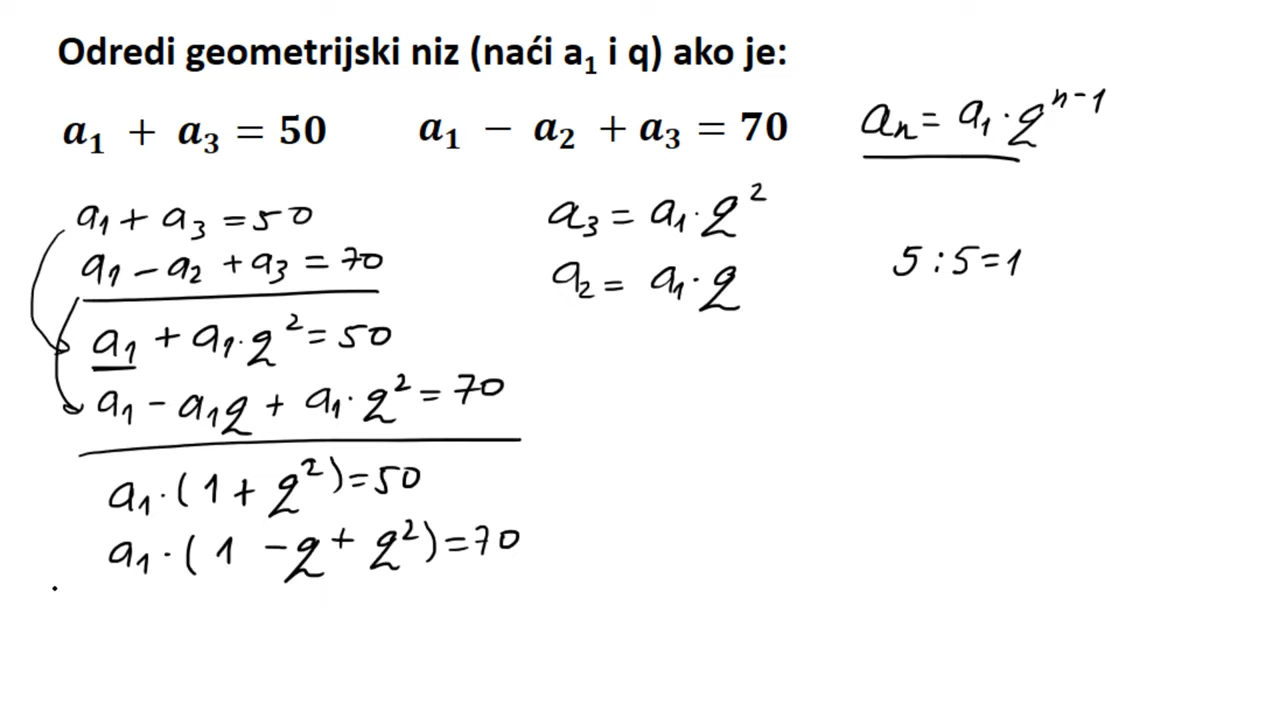 Odredi geometrijski niz (naći a₁ i q) ako je:
a₁ + a₃ = 50
a₁ − a₂ + a₃ = 70
aₙ = a₁ · qⁿ⁻¹
a₁ + a₃ = 50
a₁ − a₂ + a₃ = 70
a₃ = a₁ · q²
a₂ = a₁ · q
5 : 5 = 1
a₁ + a₁ · q² = 50
a₁ − a₁q + a₁ · q² = 70
a₁ · (1 + q²) = 50
a₁ · (1 − q + q²) = 70